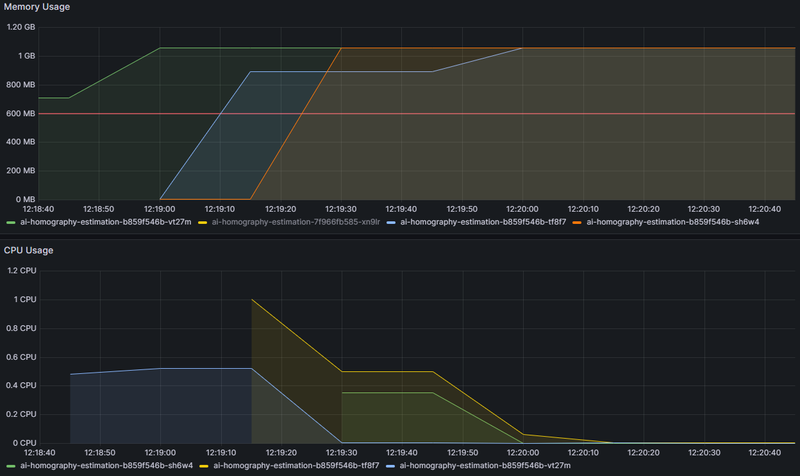 Memory Usage
1.20 GB
1 GB
800 MB
600 MB
400 MB
200 MB
0 MB
12:18:40 12:18:50 12:19:00 12:19:10 12:19:20 12:19:30 12:19:40 12:19:50 12:20:00 12:20:10 12:20:20 12:20:30 12:20:40
ai-homography-estimation-b859f546b-vt27m ai-homography-estimation-7f966fb585-xn9lr ai-homography-estimation-b859f546b-tf8f7 ai-homography-estimation-b859f546b-sh6w4
CPU Usage
1.2 CPU
1 CPU
0.8 CPU
0.6 CPU
0.4 CPU
0.2 CPU
0 CPU
12:18:40 12:18:50 12:19:00 12:19:10 12:19:20 12:19:30 12:19:40 12:19:50 12:20:00 12:20:10 12:20:20 12:20:30 12:20:40
ai-homography-estimation-b859f546b-sh6w4 ai-homography-estimation-b859f546b-tf8f7 ai-homography-estimation-b859f546b-vt27m